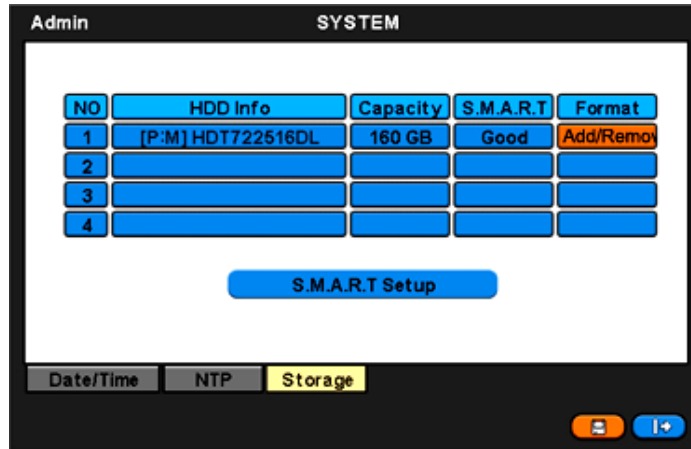 Admin SYSTEM
NO HDD Info Capacity S.M.A.R.T Format
1 [P:M] HDT722516DL 160 GB Good Add/Remov
2
3
4
S.M.A.R.T Setup
Date/Time NTP Storage